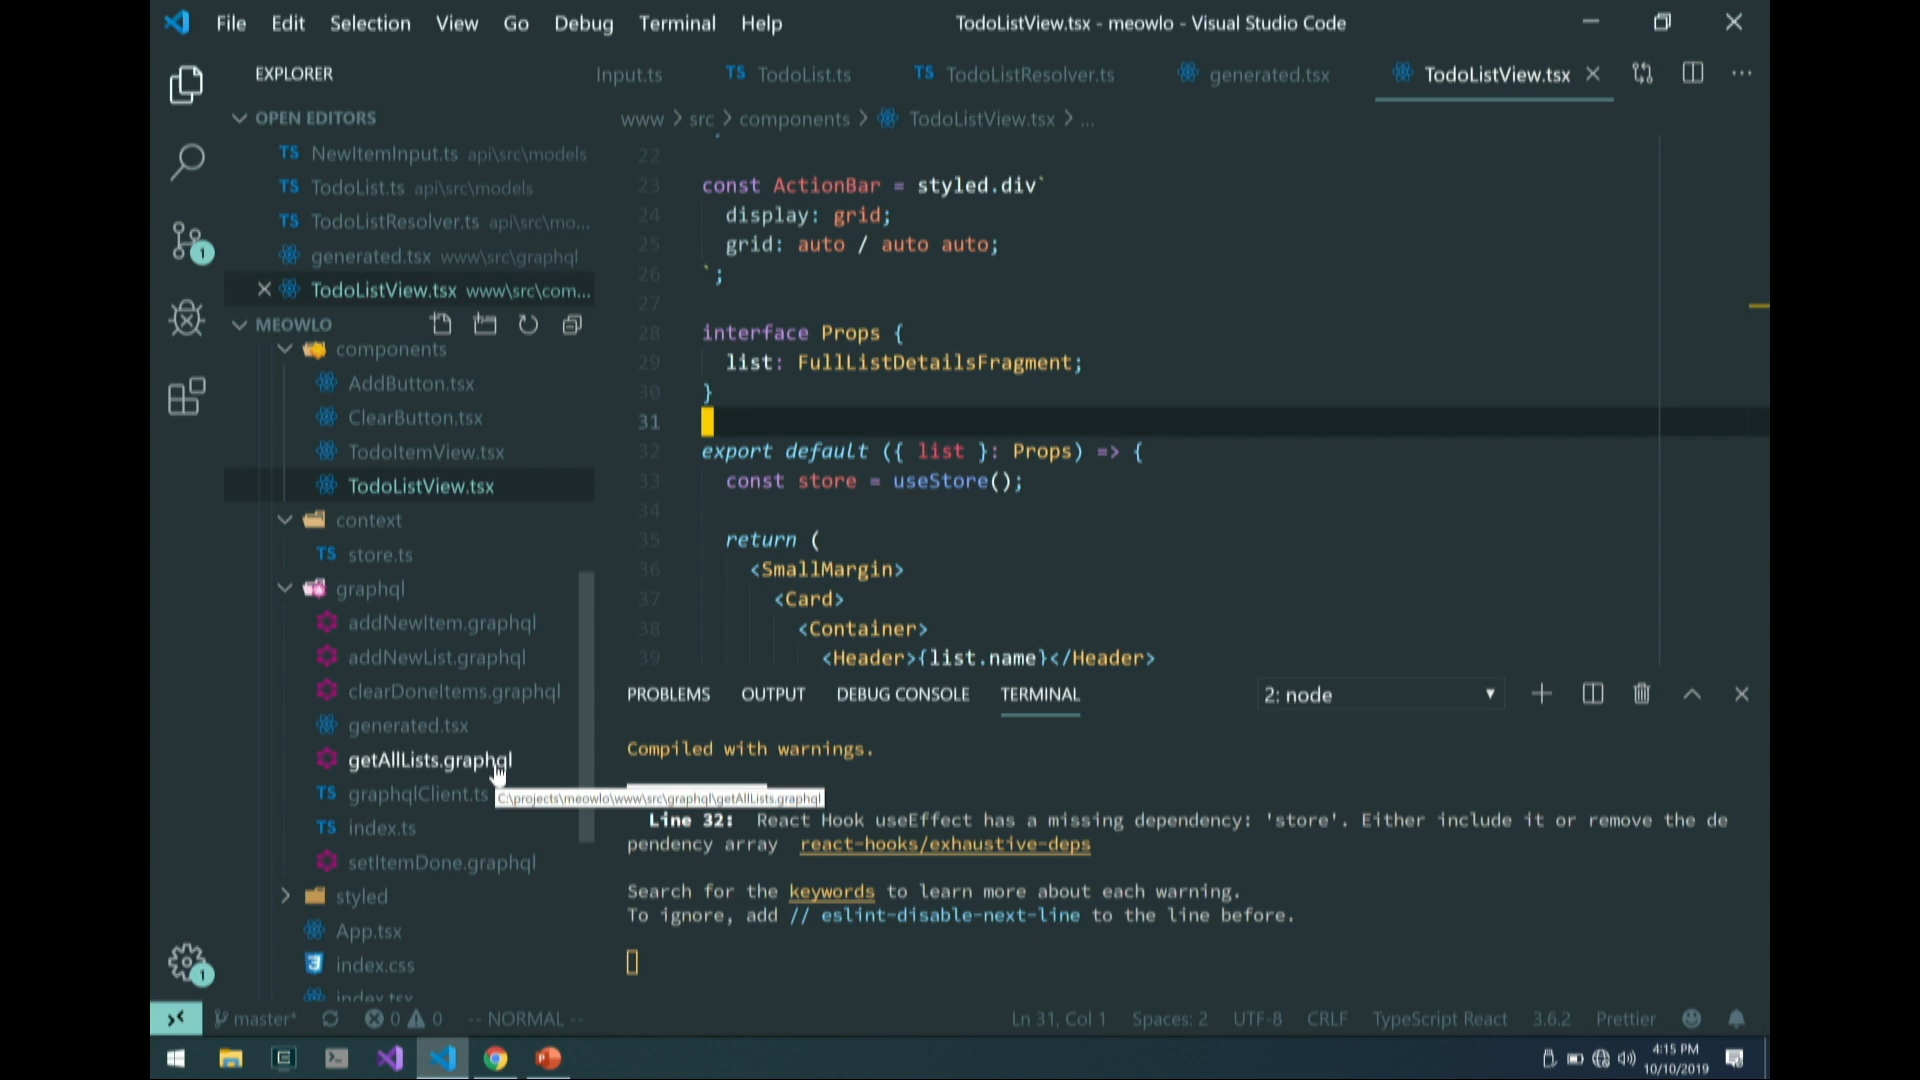 File Edit Selection View Go Debug Terminal Help
TodoListView.tsx - meowlo - Visual Studio Code
EXPLORER
OPEN EDITORS
TS NewItemInput.ts api\src\models
TS TodoList.ts api\src\models
TS TodoListResolver.ts api\src\mo...
generated.tsx www\src\graphql
TodoListView.tsx www\src\com...
MEOWLO
components
AddButton.tsx
ClearButton.tsx
TodoItemView.tsx
TodoListView.tsx
context
TS store.ts
graphql
addNewItem.graphql
addNewList.graphql
clearDoneItems.graphql
generated.tsx
getAllLists.graphql
TS graphqlClient.ts
C:\projects\meowlo\www\src\graphql\getAllLists.graphql
TS index.ts
setItemDone.graphql
styled
App.tsx
index.css
index.tsx
Input.ts TS TodoList.ts TS TodoListResolver.ts generated.tsx TodoListView.tsx
www > src > components > TodoListView.tsx > ...
22
23 const ActionBar = styled.div`
24 display: grid;
25 grid: auto / auto auto;
26 `;
27
28 interface Props {
29 list: FullListDetailsFragment;
30 }
31
32 export default ({ list }: Props) => {
33 const store = useStore();
34
35 return (
36 <SmallMargin>
37 <Card>
38 <Container>
39 <Header>{list.name}</Header>
PROBLEMS OUTPUT DEBUG CONSOLE TERMINAL 2: node
Compiled with warnings.
Line 32: React Hook useEffect has a missing dependency: 'store'. Either include it or remove the de
pendency array react-hooks/exhaustive-deps
Search for the keywords to learn more about each warning.
To ignore, add // eslint-disable-next-line to the line before.
1
1
master* 0 0 -- NORMAL -- Ln 31, Col 1 Spaces: 2 UTF-8 CRLF TypeScript React 3.6.2 Prettier
4:15 PM
10/10/2019